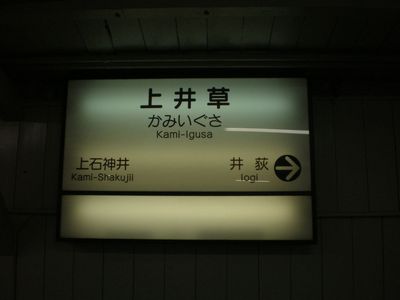 上井草
かみいぐさ
Kami-Igusa
上石神井
Kami-Shakujii
井荻
Iogi